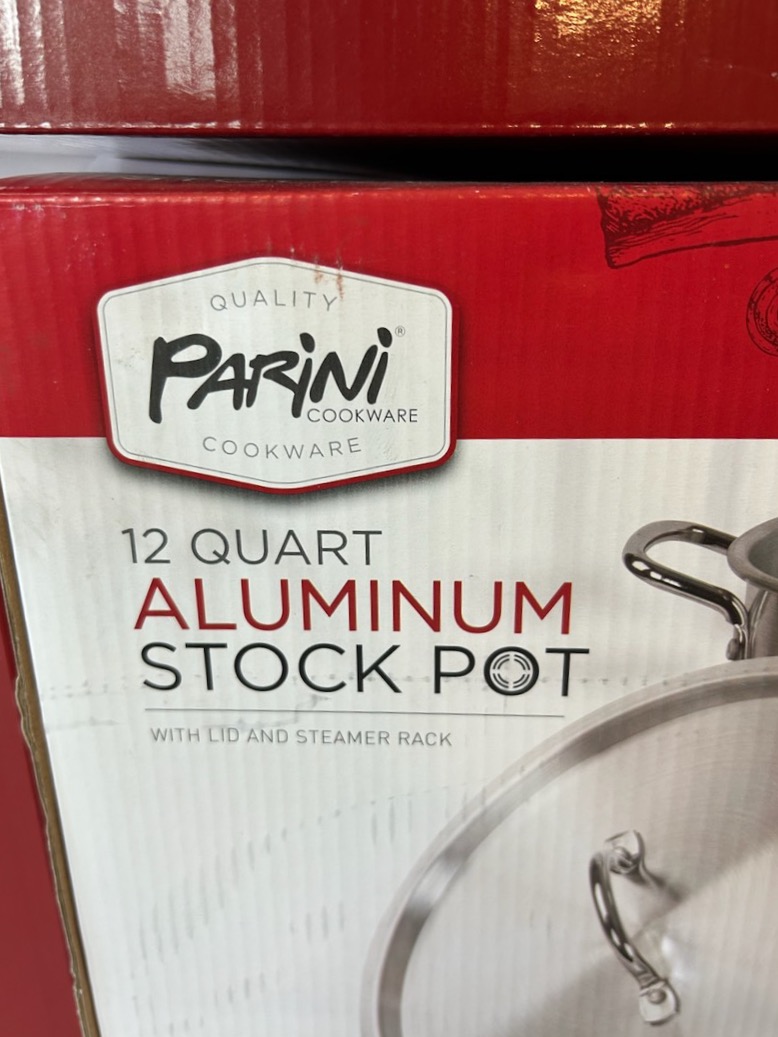 QUALITY
PARiNi®
COOKWARE
COOKWARE
12 QUART
ALUMINUM
STOCK POT
WITH LID AND STEAMER RACK